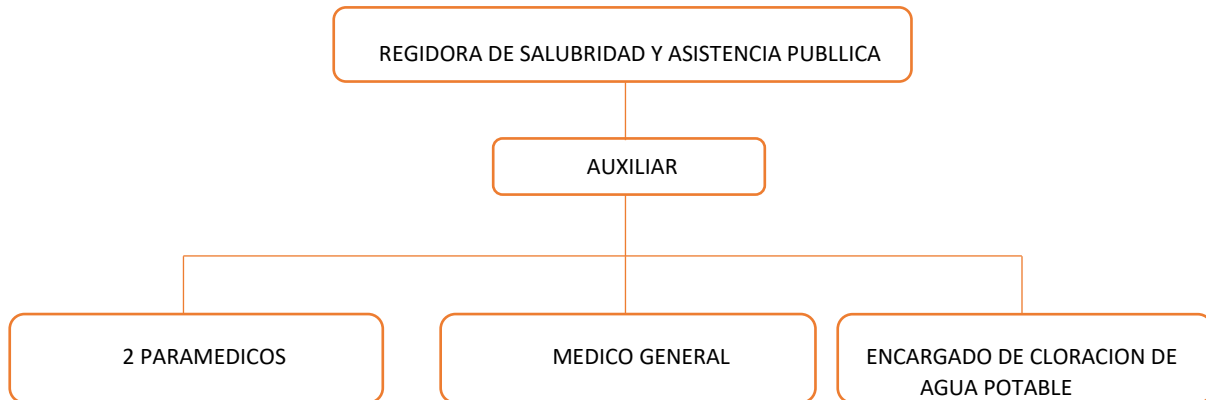 REGIDORA DE SALUBRIDAD Y ASISTENCIA PUBLLICA
AUXILIAR
2 PARAMEDICOS
MEDICO GENERAL
ENCARGADO DE CLORACION DE
AGUA POTABLE